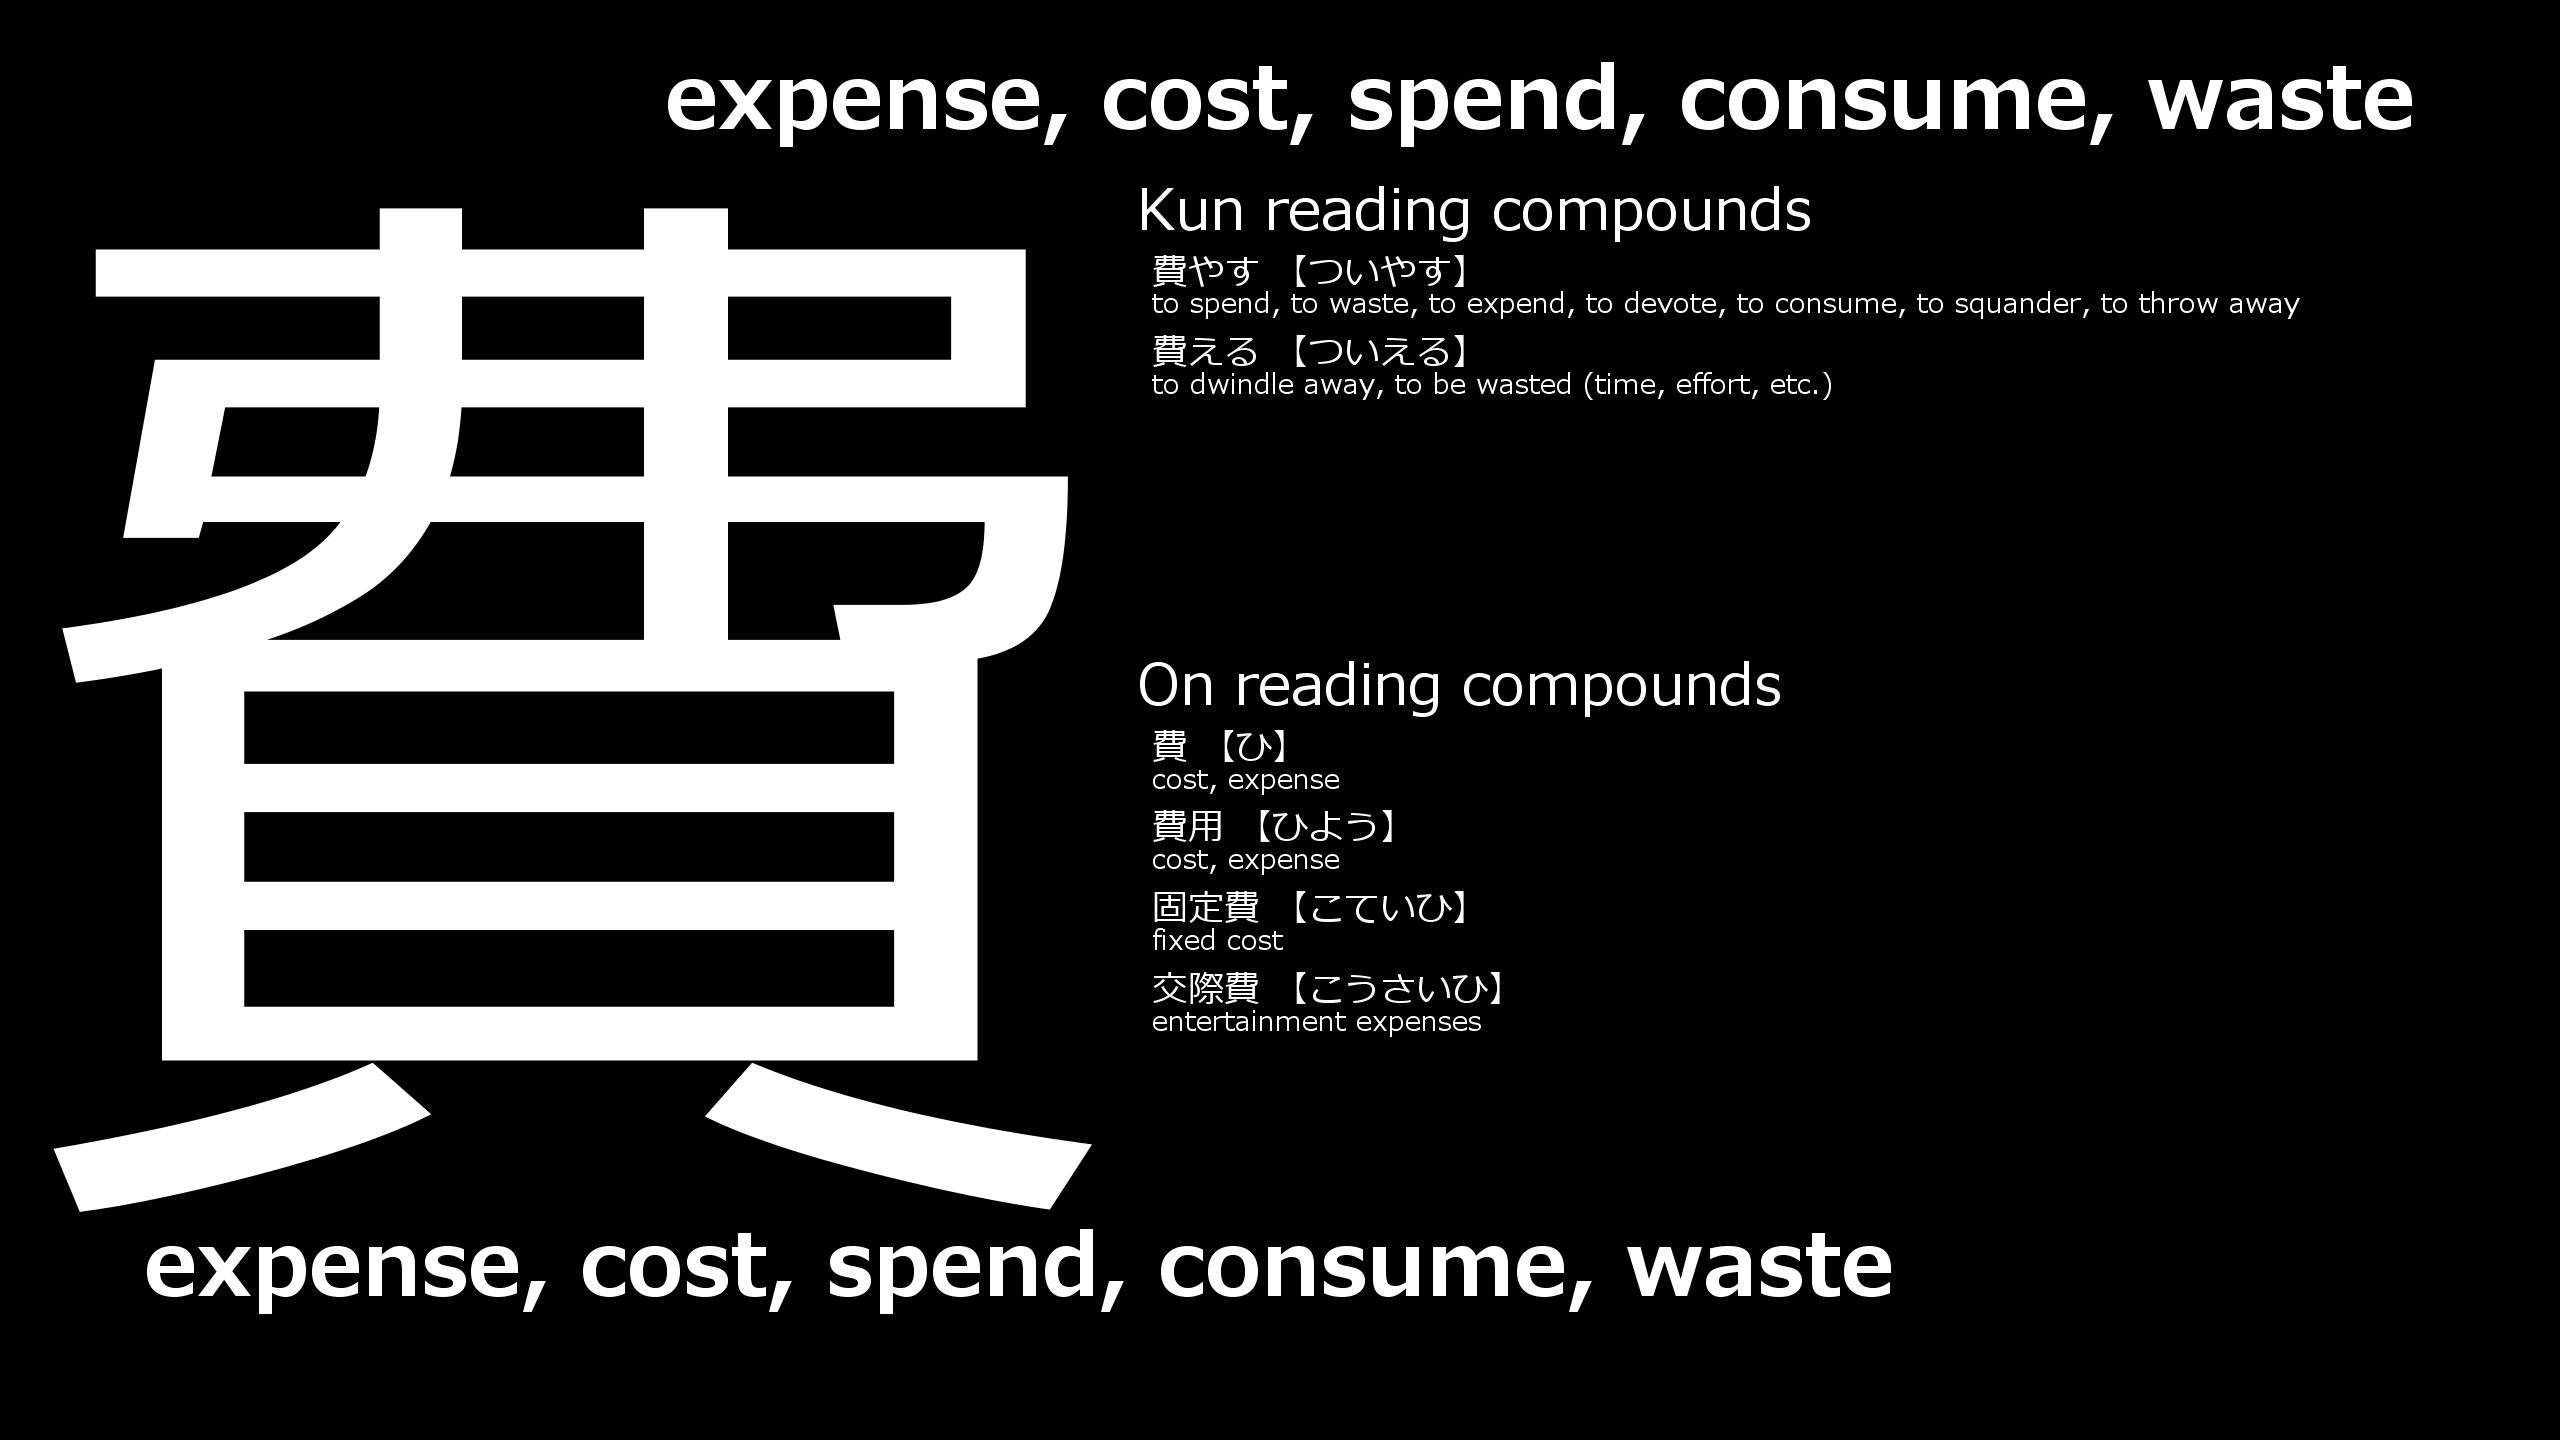 expense, cost, spend, consume, waste
費
Kun reading compounds
費やす 【ついやす】
to spend, to waste, to expend, to devote, to consume, to squander, to throw away
費える 【ついえる】
to dwindle away, to be wasted (time, effort, etc.)
On reading compounds
費 【ひ】
cost, expense
費用 【ひよう】
cost, expense
固定費 【こていひ】
fixed cost
交際費 【こうさいひ】
entertainment expenses
expense, cost, spend, consume, waste